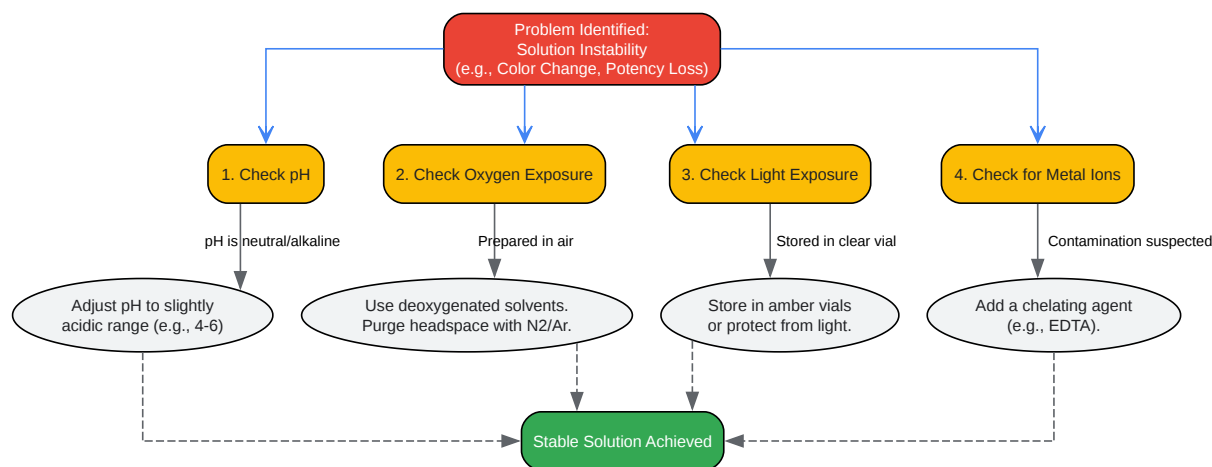 Problem Identified:
Solution Instability
(e.g., Color Change, Potency Loss)
1. Check pH
2. Check Oxygen Exposure
3. Check Light Exposure
4. Check for Metal Ions
pH is neutral/alkaline
Prepared in air
Stored in clear vial
Contamination suspected
Adjust pH to slightly
acidic range (e.g., 4-6)
Use deoxygenated solvents.
Purge headspace with N2/Ar.
Store in amber vials
or protect from light.
Add a chelating agent
(e.g., EDTA).
Stable Solution Achieved